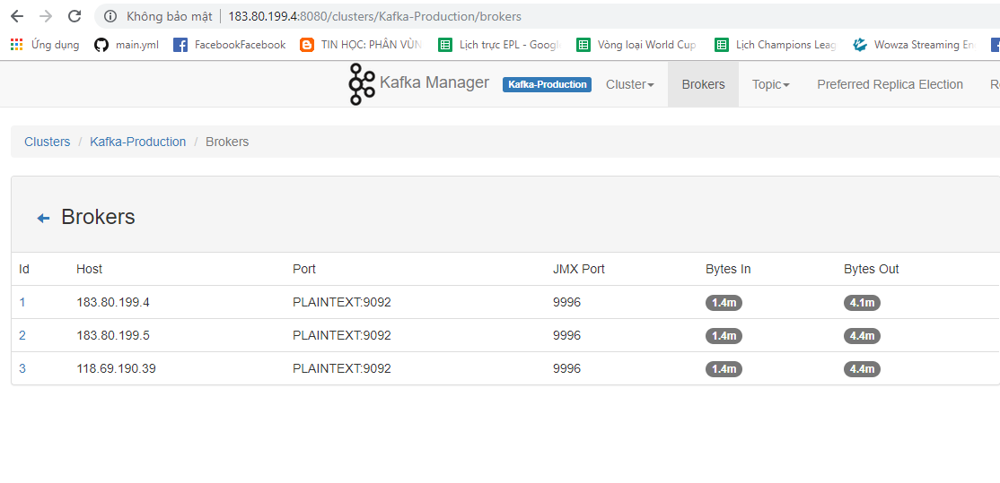 Không bảo mật | 183.80.199.4:8080/clusters/Kafka-Production/brokers
Ứng dụng main.yml FacebookFacebook TIN HỌC: PHÂN VÙN Lịch trực EPL - Google Vòng loại World Cup Lịch Champions Leag Wowza Streaming En
Kafka Manager Kafka-Production Cluster Brokers Topic Preferred Replica Election R
Clusters / Kafka-Production / Brokers
Brokers
Id Host Port JMX Port Bytes In Bytes Out
1 183.80.199.4 PLAINTEXT:9092 9996 1.4m 4.1m
2 183.80.199.5 PLAINTEXT:9092 9996 1.4m 4.4m
3 118.69.190.39 PLAINTEXT:9092 9996 1.4m 4.4m